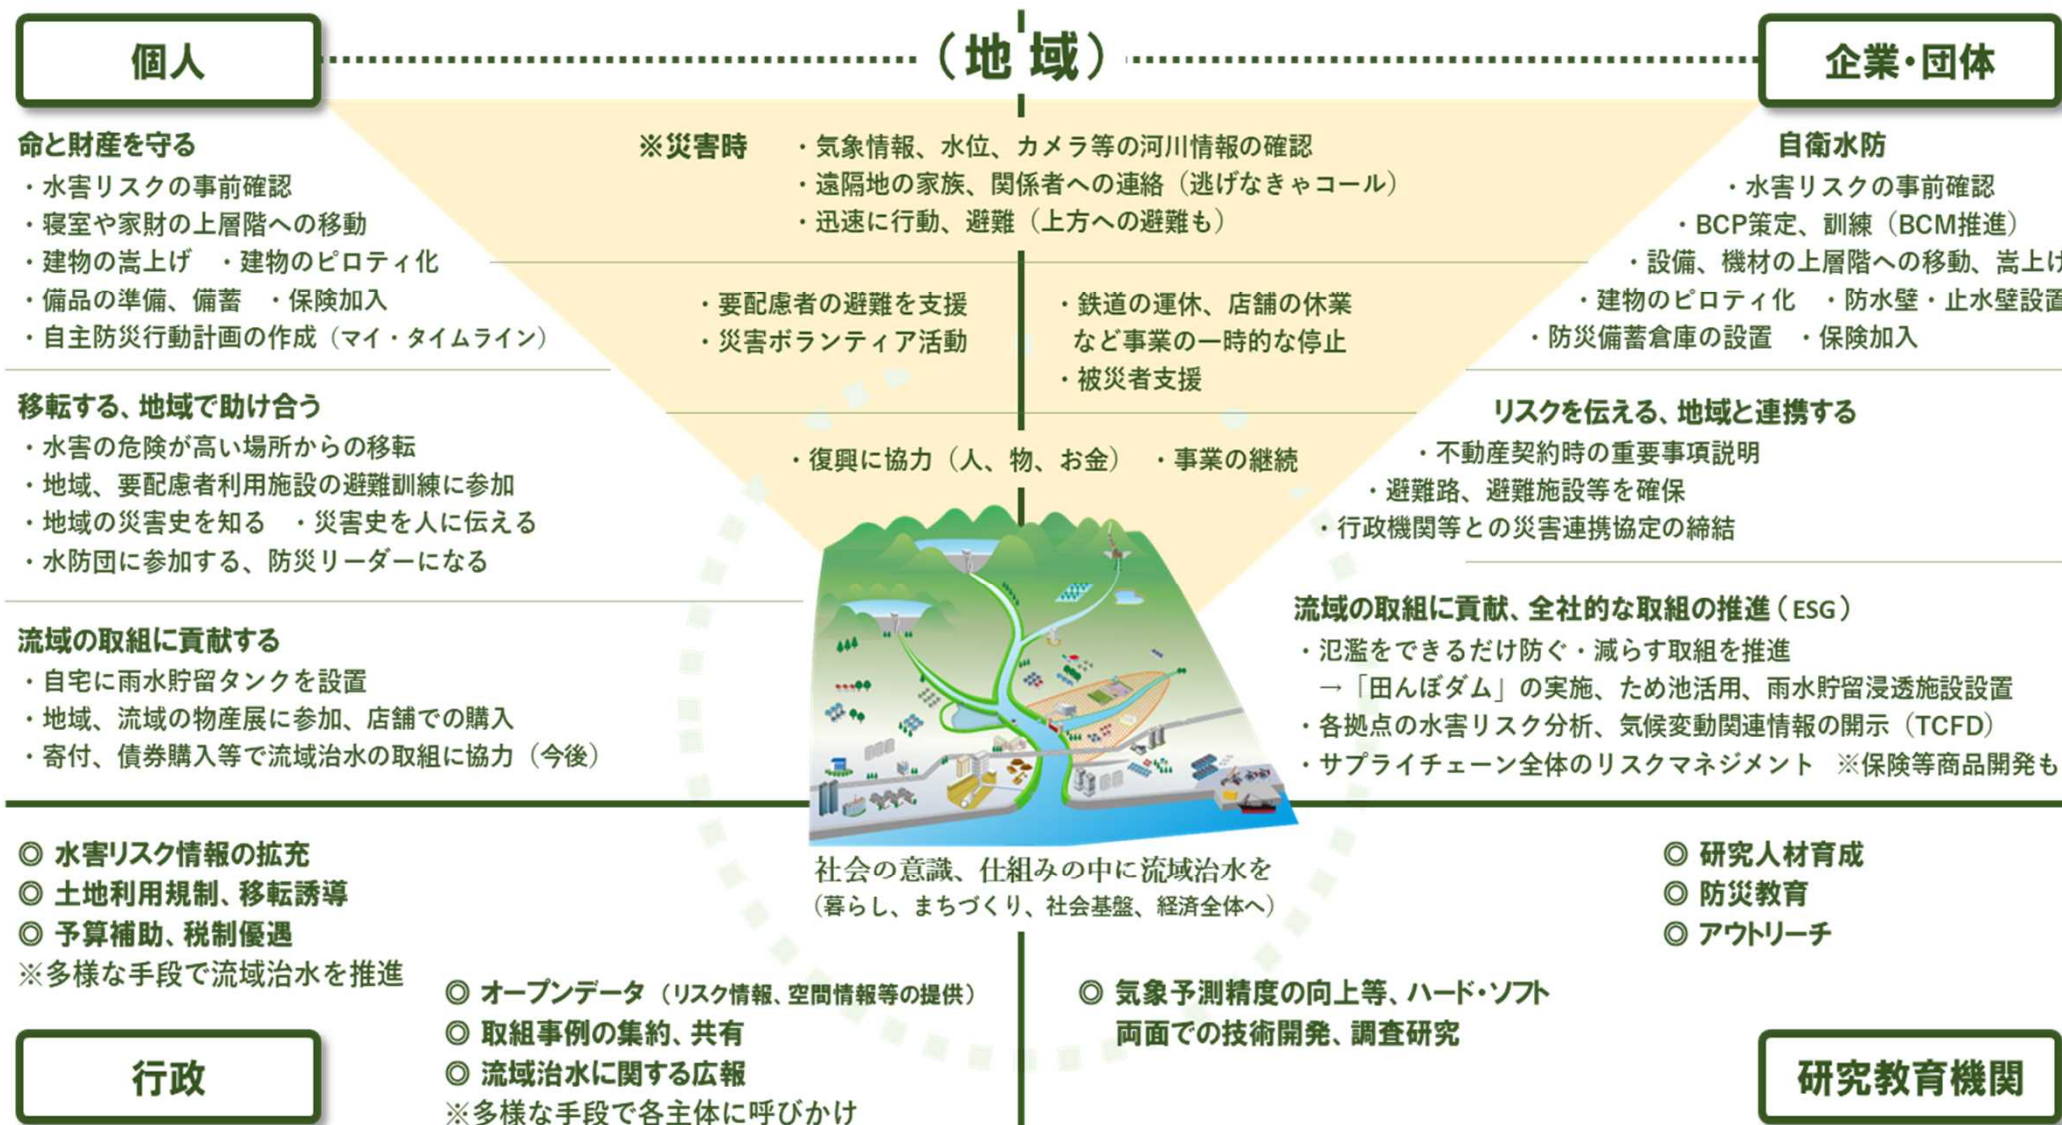 個人
（地域）
企業・団体
命と財産を守る
・水害リスクの事前確認
・寝室や家財の上層階への移動
・建物の嵩上げ　・建物のピロティ化
・備品の準備、備蓄　・保険加入
・自主防災行動計画の作成（マイ・タイムライン）
移転する、地域で助け合う
・水害の危険が高い場所からの移転
・地域、要配慮者利用施設の避難訓練に参加
・地域の災害史を知る　・災害史を人に伝える
・水防団に参加する、防災リーダーになる
流域の取組に貢献する
・自宅に雨水貯留タンクを設置
・地域、流域の物産展に参加、店舗での購入
・寄付、債券購入等で流域治水の取組に協力（今後）
※災害時　・気象情報、水位、カメラ等の河川情報の確認
・遠隔地の家族、関係者への連絡（逃げなきゃコール）
・迅速に行動、避難（上方への避難も）
・要配慮者の避難を支援
・災害ボランティア活動
・鉄道の運休、店舗の休業
など事業の一時的な停止
・被災者支援
・復興に協力（人、物、お金）　・事業の継続
自衛水防
・水害リスクの事前確認
・BCP策定、訓練（BCM推進）
・設備、機材の上層階への移動、嵩上げ
・建物のピロティ化　・防水壁・止水壁設置
・防災備蓄倉庫の設置　・保険加入
リスクを伝える、地域と連携する
・不動産契約時の重要事項説明
・避難路、避難施設等を確保
・行政機関等との災害連携協定の締結
流域の取組に貢献、全社的な取組の推進（ESG）
・氾濫をできるだけ防ぐ・減らす取組を推進
→「田んぼダム」の実施、ため池活用、雨水貯留浸透施設設置
・各拠点の水害リスク分析、気候変動関連情報の開示（TCFD）
・サプライチェーン全体のリスクマネジメント　※保険等商品開発も
社会の意識、仕組みの中に流域治水を
（暮らし、まちづくり、社会基盤、経済全体へ）
◎ 水害リスク情報の拡充
◎ 土地利用規制、移転誘導
◎ 予算補助、税制優遇
※多様な手段で流域治水を推進
◎ オープンデータ（リスク情報、空間情報等の提供）
◎ 取組事例の集約、共有
◎ 流域治水に関する広報
※多様な手段で各主体に呼びかけ
行政
◎ 研究人材育成
◎ 防災教育
◎ アウトリーチ
◎ 気象予測精度の向上等、ハード・ソフト
両面での技術開発、調査研究
研究教育機関